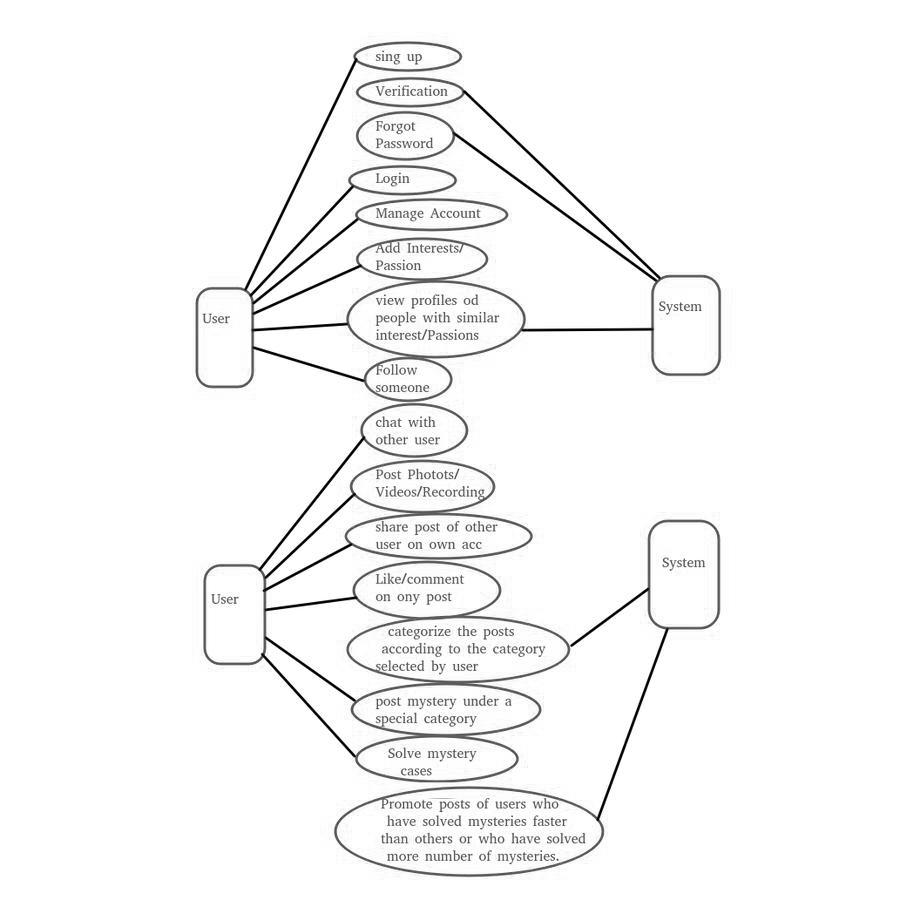 sing up
Verification
Forgot
Password
Login
Manage Account
Add Interests/
Passion
User
view profiles od
people with similar
interest/Passions
System
Follow
someone
chat with
other user
Post Photots/
Videos/Recording
share post of other
user on own acc
Like/comment
on ony post
User
System
categorize the posts
according to the category
selected by user
post mystery under a
special category
Solve mystery
cases
Promote posts of users who
have solved mysteries faster
than others or who have solved
more number of mysteries.